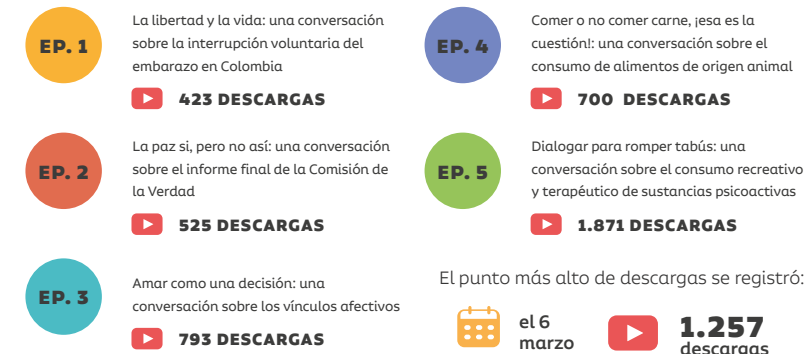 EP. 1
La libertad y la vida: una conversación
sobre la interrupción voluntaria del
embarazo en Colombia
423 DESCARGAS
EP. 2
La paz si, pero no así: una conversación
sobre el informe final de la Comisión de
la Verdad
525 DESCARGAS
EP. 3
Amar como una decisión: una
conversación sobre los vínculos afectivos
793 DESCARGAS
EP. 4
Comer o no comer carne, ¡esa es la
cuestión!: una conversación sobre el
consumo de alimentos de origen animal
700 DESCARGAS
EP. 5
Dialogar para romper tabús: una
conversación sobre el consumo recreativo
y terapéutico de sustancias psicoactivas
1.871 DESCARGAS
El punto más alto de descargas se registró:
el 6
marzo
1.257
descargas